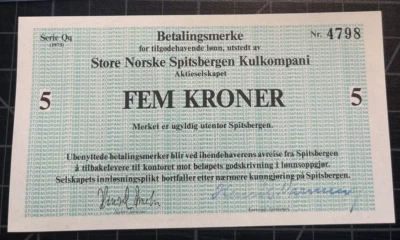 Serie Qq
(1973)
Betalingsmerke
Nr. 4798
for tilgodehavende lønn, utstedt av
Store Norske Spitsbergen Kulkompani
Aktieselskapet
5 FEM KRONER 5
Merket er ugyldig utenfor Spitsbergen.
Ubenyttede betalingsmerker blir ved ihendehaverens avreise fra Spitsbergen
å tilbakelevere til kontoret mot beløpets godskrivning i lønnsoppgjør.
Selskapets innløsningsplikt bortfaller etter nærmere kunngjøring på Spitsbergen.